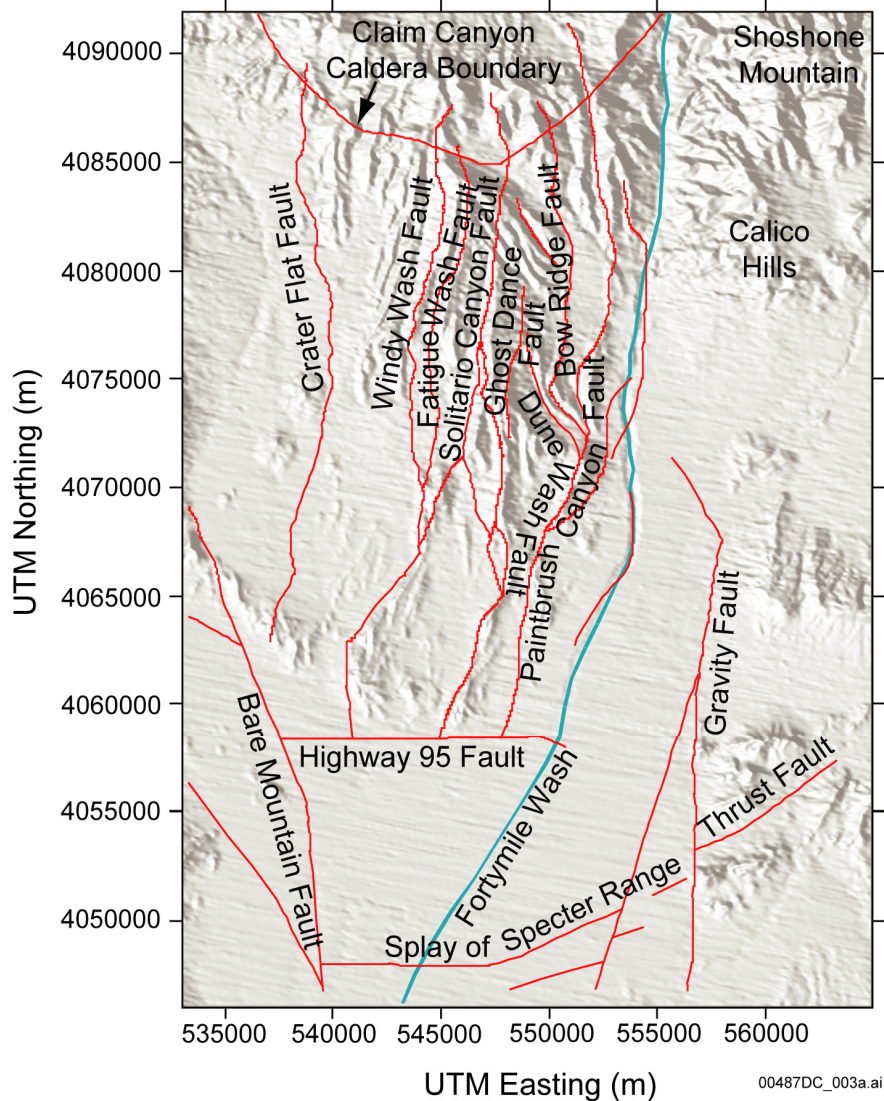 Claim Canyon
Caldera Boundary
Shoshone
Mountain
Calico
Hills
Crater Flat Fault
Windy Wash Fault
Fatigue Wash Fault
Solitario Canyon Fault
Ghost Dance
Fault
Bow Ridge Fault
Dune Wash Fault
Paintbrush Canyon
Fault
Gravity Fault
Bare Mountain Fault
Highway 95 Fault
Fortymile Wash
Splay of Specter Range
Thrust Fault
UTM Northing (m)
4090000
4085000
4080000
4075000
4070000
4065000
4060000
4055000
4050000
535000 540000 545000 550000 555000 560000
UTM Easting (m)
00487DC_003a.ai